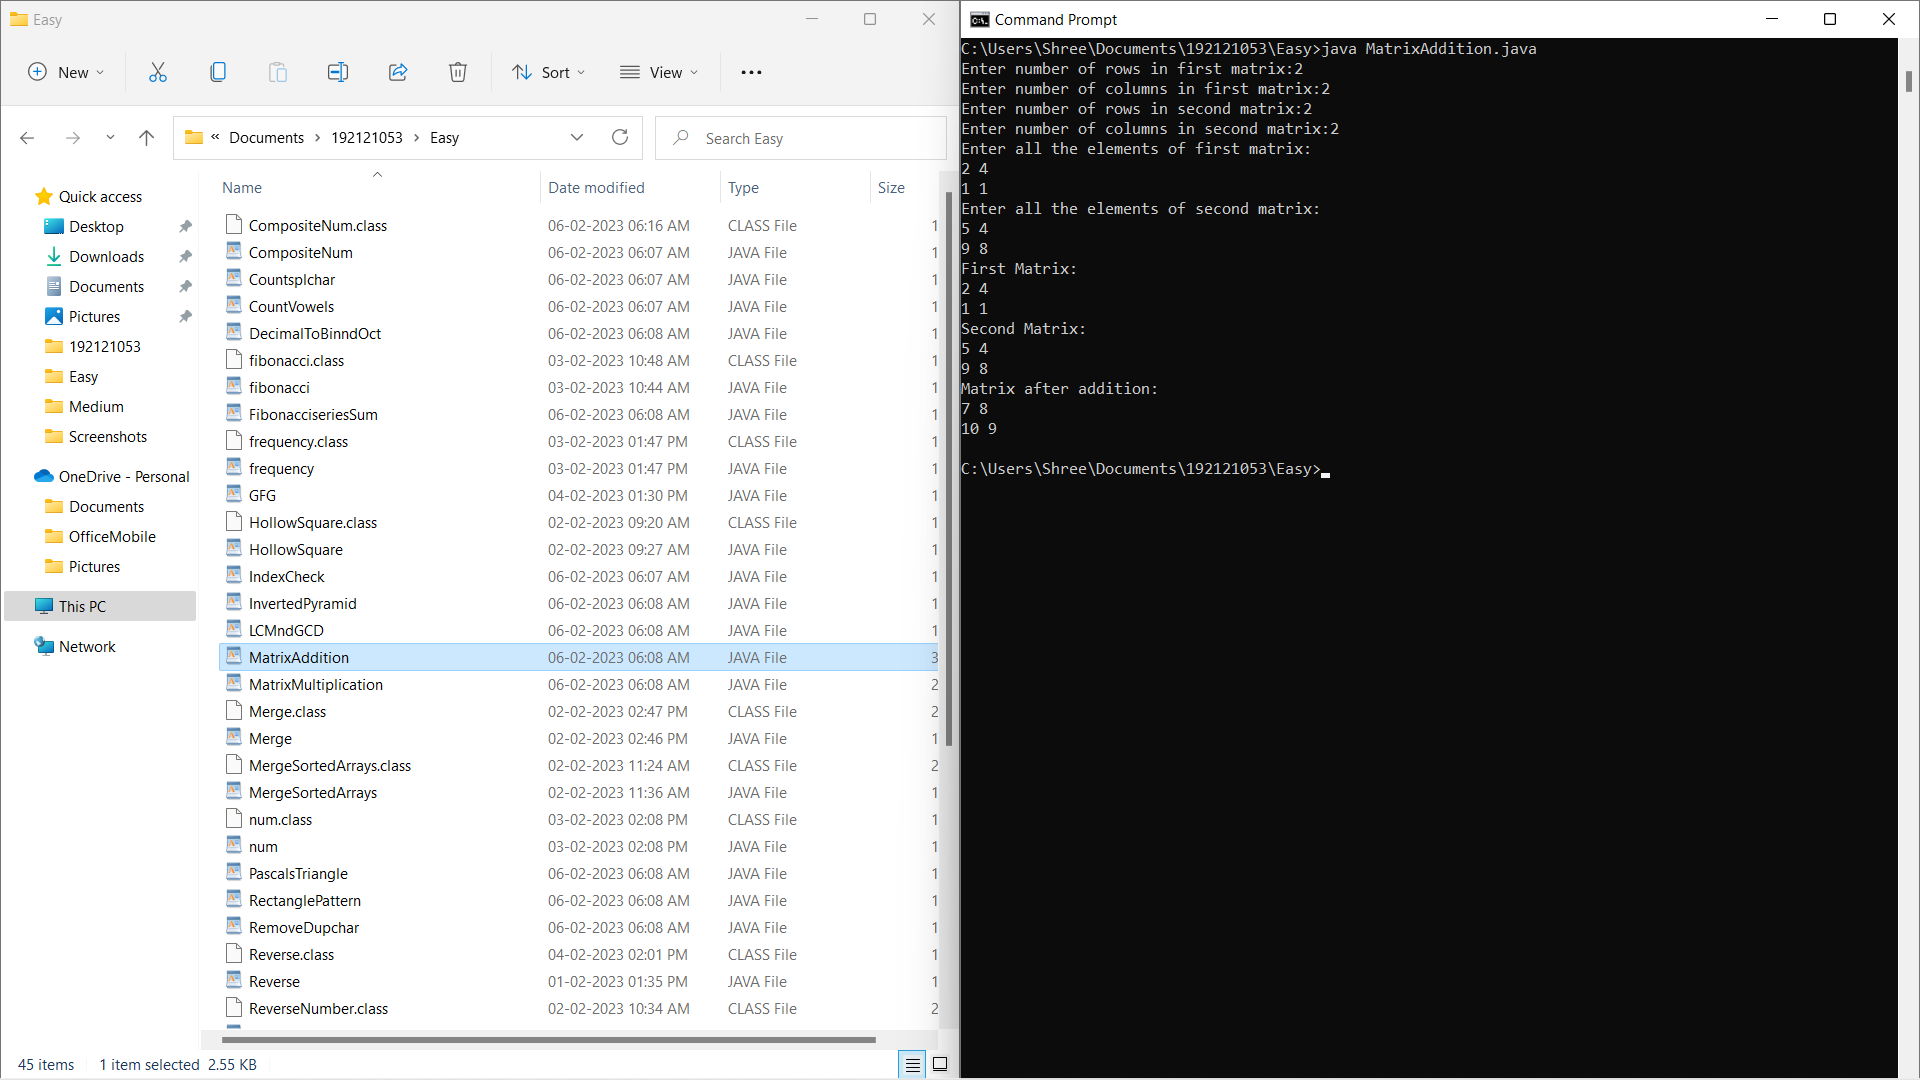 Easy
New
Sort
View
« Documents > 192121053 > Easy
Search Easy
Quick access
Desktop
Downloads
Documents
Pictures
192121053
Easy
Medium
Screenshots
OneDrive - Personal
Documents
OfficeMobile
Pictures
This PC
Network
Name Date modified Type Size
CompositeNum.class 06-02-2023 06:16 AM CLASS File 1
CompositeNum 06-02-2023 06:07 AM JAVA File 1
Countsplchar 06-02-2023 06:07 AM JAVA File 1
CountVowels 06-02-2023 06:07 AM JAVA File 1
DecimalToBinndOct 06-02-2023 06:08 AM JAVA File 1
fibonacci.class 03-02-2023 10:48 AM CLASS File 1
fibonacci 03-02-2023 10:44 AM JAVA File 1
FibonacciseriesSum 06-02-2023 06:08 AM JAVA File 1
frequency.class 03-02-2023 01:47 PM CLASS File 1
frequency 03-02-2023 01:47 PM JAVA File 1
GFG 04-02-2023 01:30 PM JAVA File 1
HollowSquare.class 02-02-2023 09:20 AM CLASS File 1
HollowSquare 02-02-2023 09:27 AM JAVA File 1
IndexCheck 06-02-2023 06:07 AM JAVA File 1
InvertedPyramid 06-02-2023 06:08 AM JAVA File 1
LCMndGCD 06-02-2023 06:08 AM JAVA File 1
MatrixAddition 06-02-2023 06:08 AM JAVA File 3
MatrixMultiplication 06-02-2023 06:08 AM JAVA File 2
Merge.class 02-02-2023 02:47 PM CLASS File 2
Merge 02-02-2023 02:46 PM JAVA File 1
MergeSortedArrays.class 02-02-2023 11:24 AM CLASS File 2
MergeSortedArrays 02-02-2023 11:36 AM JAVA File 1
num.class 03-02-2023 02:08 PM CLASS File 1
num 03-02-2023 02:08 PM JAVA File 1
PascalsTriangle 06-02-2023 06:08 AM JAVA File 1
RectanglePattern 06-02-2023 06:08 AM JAVA File 1
RemoveDupchar 06-02-2023 06:08 AM JAVA File 1
Reverse.class 04-02-2023 02:01 PM CLASS File 1
Reverse 01-02-2023 01:35 PM JAVA File 1
ReverseNumber.class 02-02-2023 10:34 AM CLASS File 2
45 items 1 item selected 2.55 KB
Command Prompt
C:\Users\Shree\Documents\192121053\Easy>java MatrixAddition.java
Enter number of rows in first matrix:2
Enter number of columns in first matrix:2
Enter number of rows in second matrix:2
Enter number of columns in second matrix:2
Enter all the elements of first matrix:
2 4
1 1
Enter all the elements of second matrix:
5 4
9 8
First Matrix:
2 4
1 1
Second Matrix:
5 4
9 8
Matrix after addition:
7 8
10 9
C:\Users\Shree\Documents\192121053\Easy>